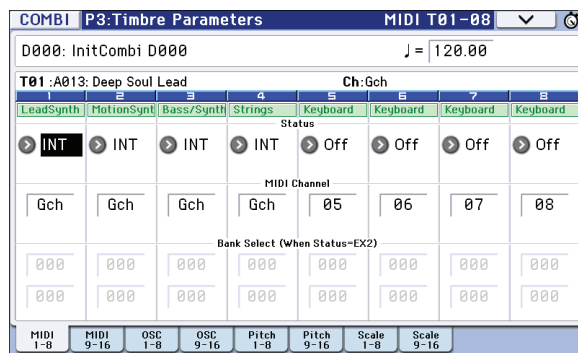 COMBI P3:Timbre Parameters MIDI T01-08
D000: InitCombi D000 ♩= 120.00
T01 :A013: Deep Soul Lead Ch:Gch
1 2 3 4 5 6 7 8
LeadSynth MotionSynt Bass/Synth Strings Keyboard Keyboard Keyboard Keyboard
Status
INT INT INT INT Off Off Off Off
MIDI Channel
Gch Gch Gch Gch 05 06 07 08
Bank Select (When Status=EX2)
000 000 000 000 000 000 000 000
000 000 000 000 000 000 000 000
MIDI 1-8 MIDI 9-16 OSC 1-8 OSC 9-16 Pitch 1-8 Pitch 9-16 Scale 1-8 Scale 9-16